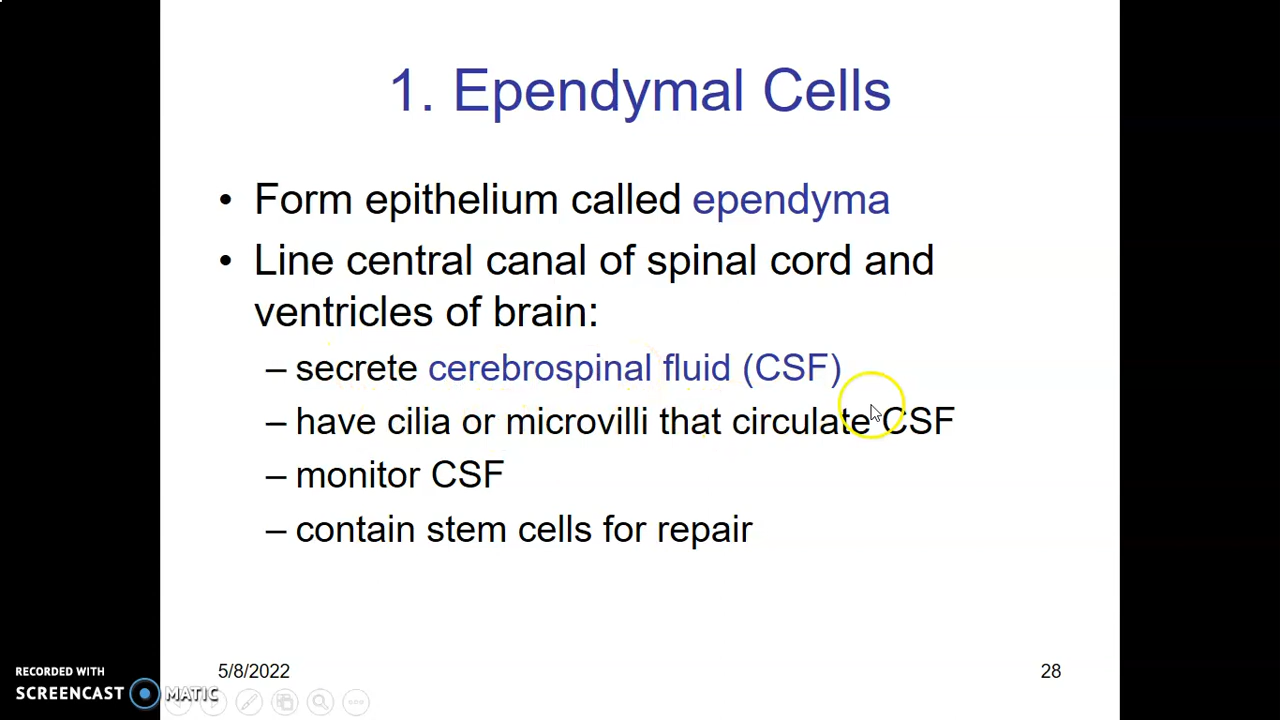 1. Ependymal Cells
• Form epithelium called ependyma
• Line central canal of spinal cord and
ventricles of brain:
– secrete cerebrospinal fluid (CSF)
– have cilia or microvilli that circulate CSF
– monitor CSF
– contain stem cells for repair
5/8/2022
28
RECORDED WITH
SCREENCAST MATIC